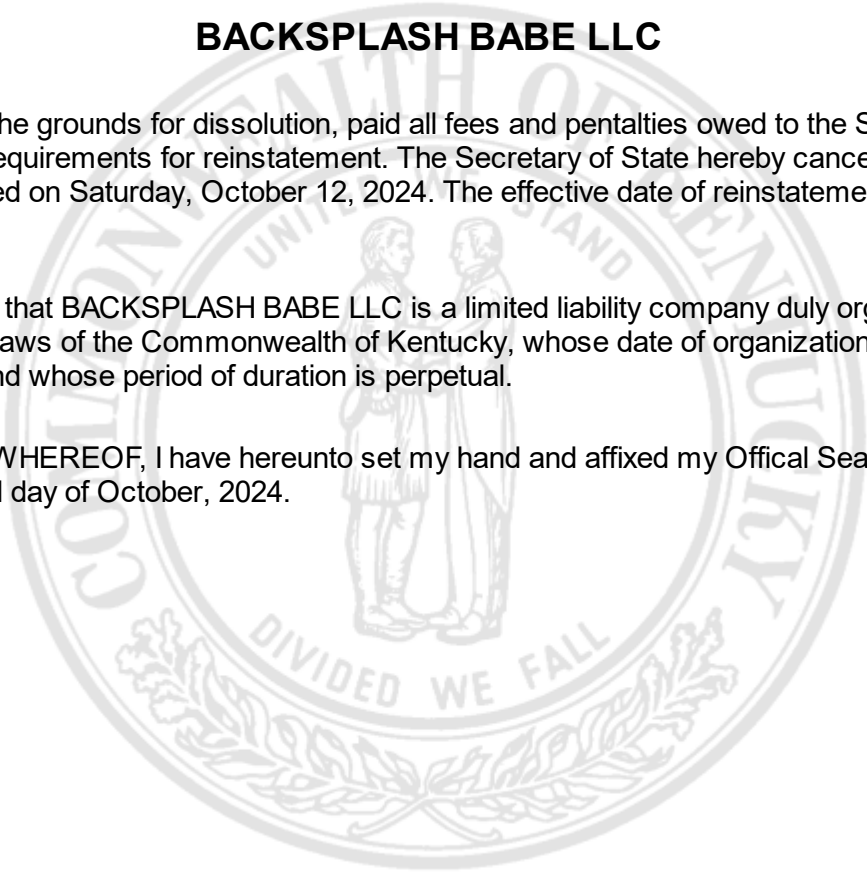 BACKSPLASH BABE LLC
he grounds for dissolution, paid all fees and pentalties owed to the S
equirements for reinstatement. The Secretary of State hereby cance
ed on Saturday, October 12, 2024. The effective date of reinstateme
that BACKSPLASH BABE LLC is a limited liability company duly org
aws of the Commonwealth of Kentucky, whose date of organization
nd whose period of duration is perpetual.
WHEREOF, I have hereunto set my hand and affixed my Offical Sea
day of October, 2024.
COMMONWEALTH OF KENTUCKY
UNITED WE STAND
DIVIDED WE FALL